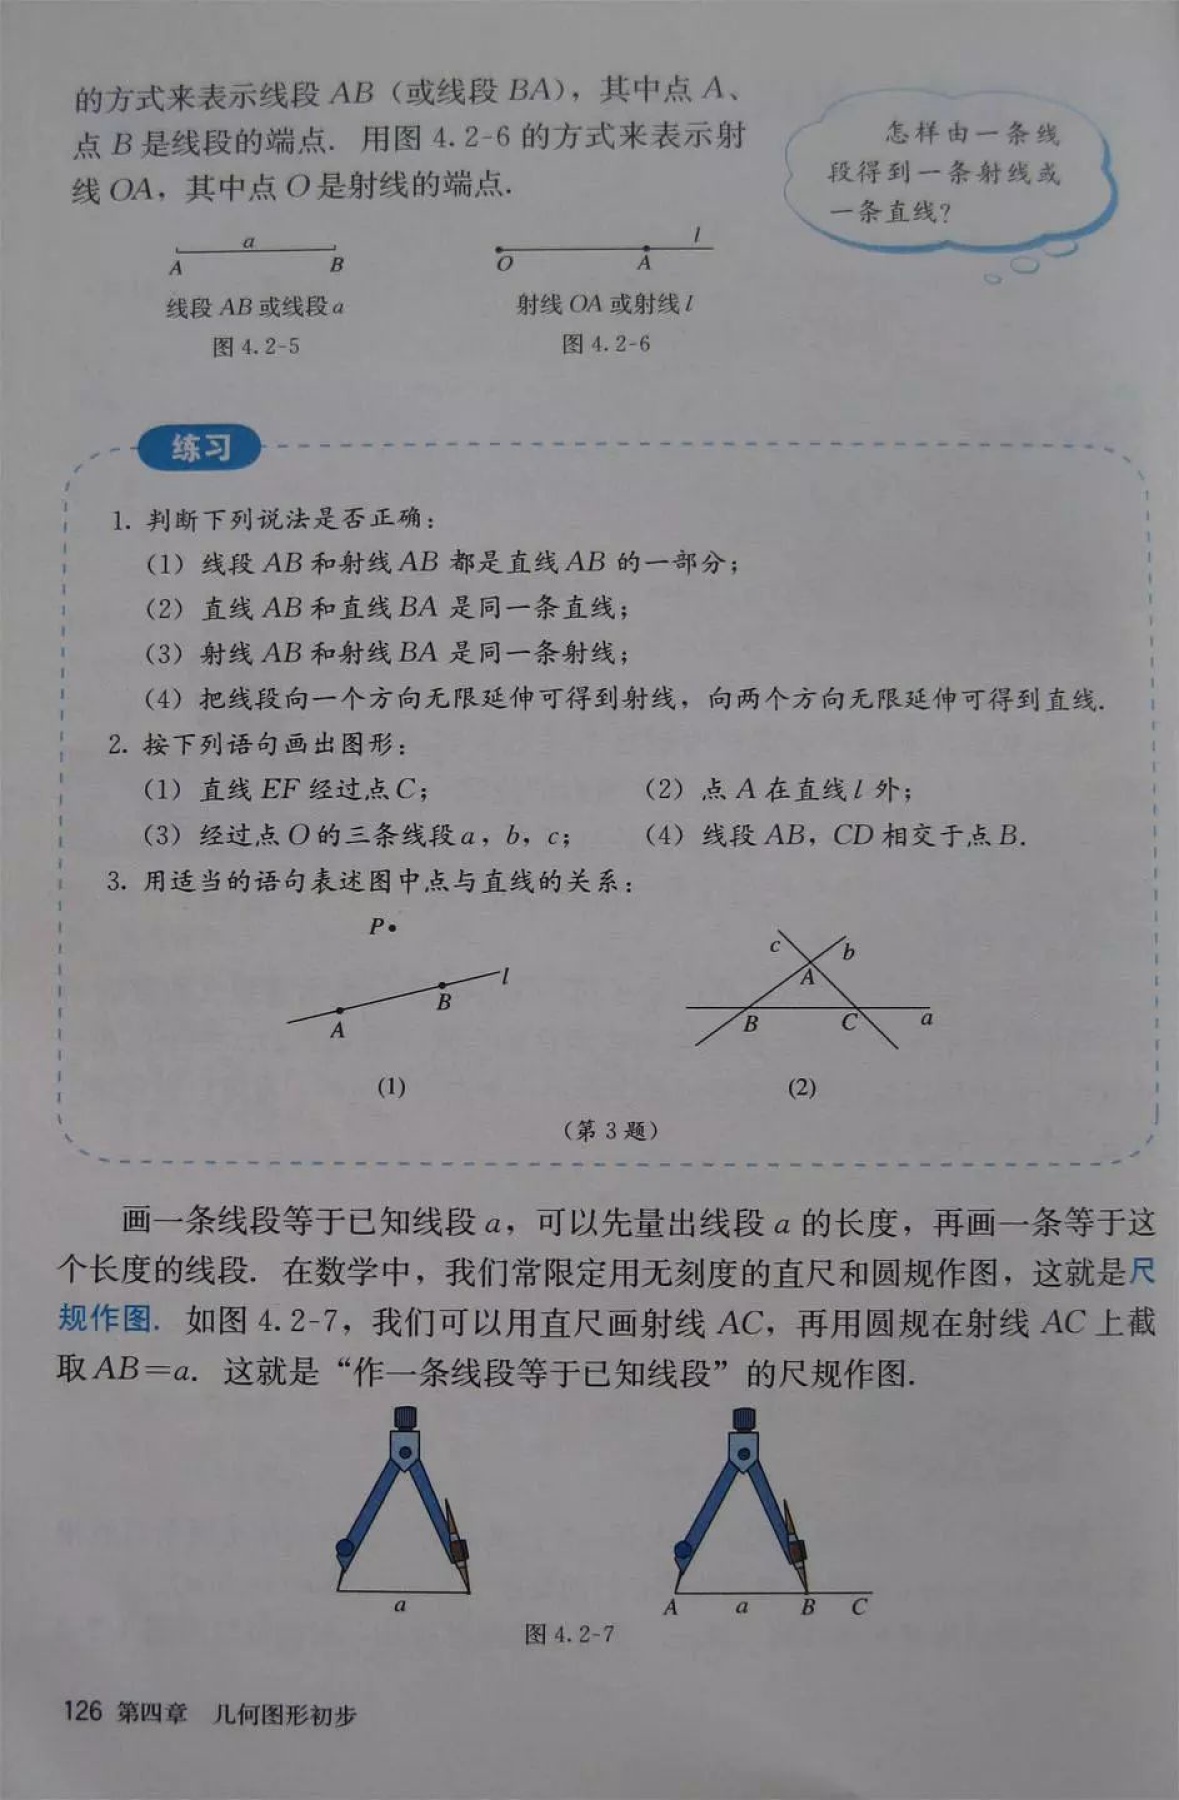 的方式来表示线段 AB（或线段 BA），其中点 A、
点 B 是线段的端点. 用图 4.2-6 的方式来表示射
线 OA，其中点 O 是射线的端点.
怎样由一条线
段得到一条射线或
一条直线？
a
A B
线段 AB 或线段 a
图 4.2-5
l
O A
射线 OA 或射线 l
图 4.2-6
练习
1. 判断下列说法是否正确：
（1）线段 AB 和射线 AB 都是直线 AB 的一部分；
（2）直线 AB 和直线 BA 是同一条直线；
（3）射线 AB 和射线 BA 是同一条射线；
（4）把线段向一个方向无限延伸可得到射线，向两个方向无限延伸可得到直线.
2. 按下列语句画出图形：
（1）直线 EF 经过点 C； （2）点 A 在直线 l 外；
（3）经过点 O 的三条线段 a，b，c； （4）线段 AB，CD 相交于点 B.
3. 用适当的语句表述图中点与直线的关系：
P
l
B
A
(1)
c b
A
B C a
(2)
（第 3 题）
画一条线段等于已知线段 a，可以先量出线段 a 的长度，再画一条等于这
个长度的线段. 在数学中，我们常限定用无刻度的直尺和圆规作图，这就是尺
规作图. 如图 4.2-7，我们可以用直尺画射线 AC，再用圆规在射线 AC 上截
取 AB＝a. 这就是“作一条线段等于已知线段”的尺规作图.
a
A a B C
图 4.2-7
126 第四章 几何图形初步